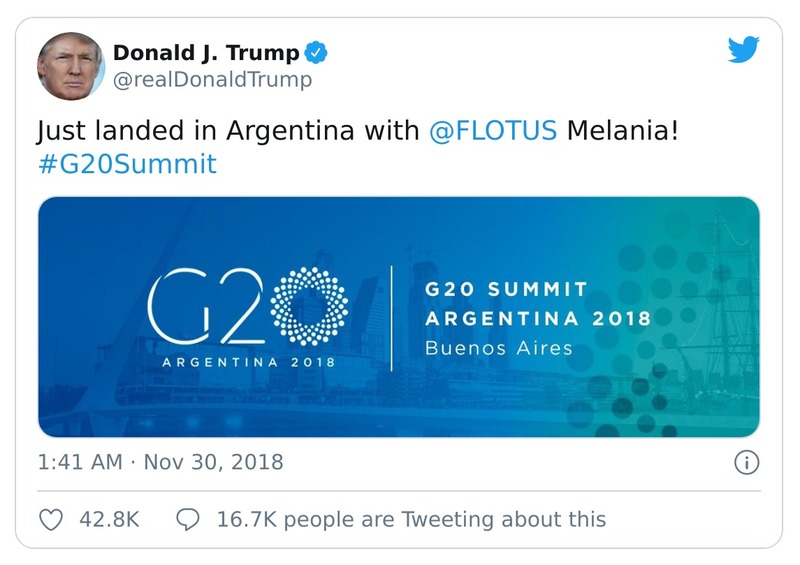 Donald J. Trump
@realDonaldTrump
Just landed in Argentina with @FLOTUS Melania!
#G20Summit
G20
ARGENTINA 2018
G20 SUMMIT
ARGENTINA 2018
Buenos Aires
1:41 AM · Nov 30, 2018
42.8K 16.7K people are Tweeting about this